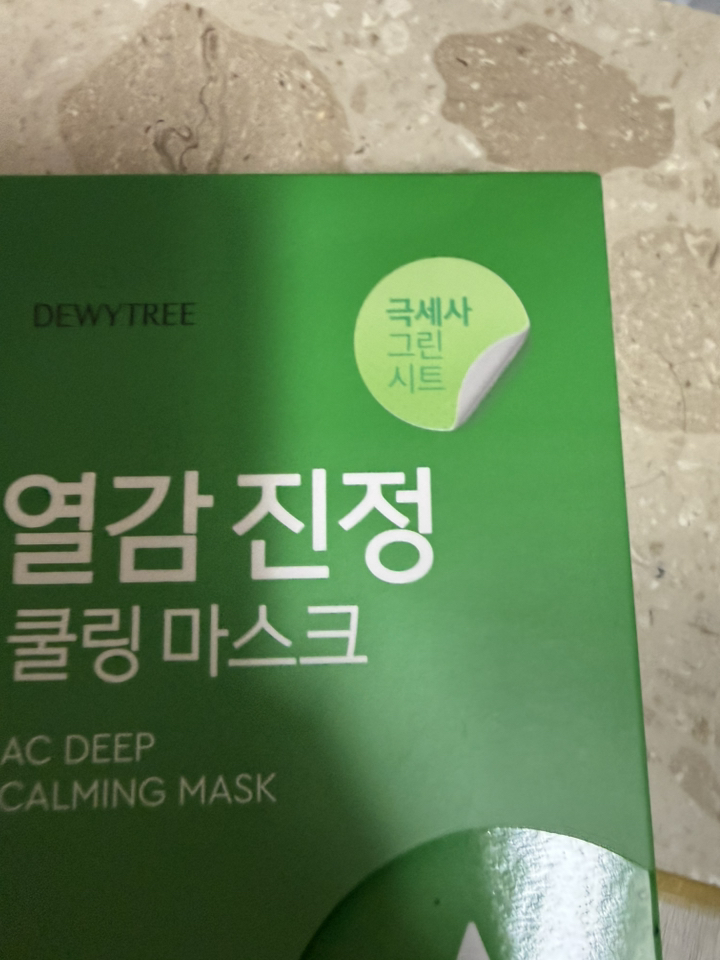 DEWYTREE
극세사
그린
시트
열감 진정
쿨링 마스크
AC DEEP
CALMING MASK